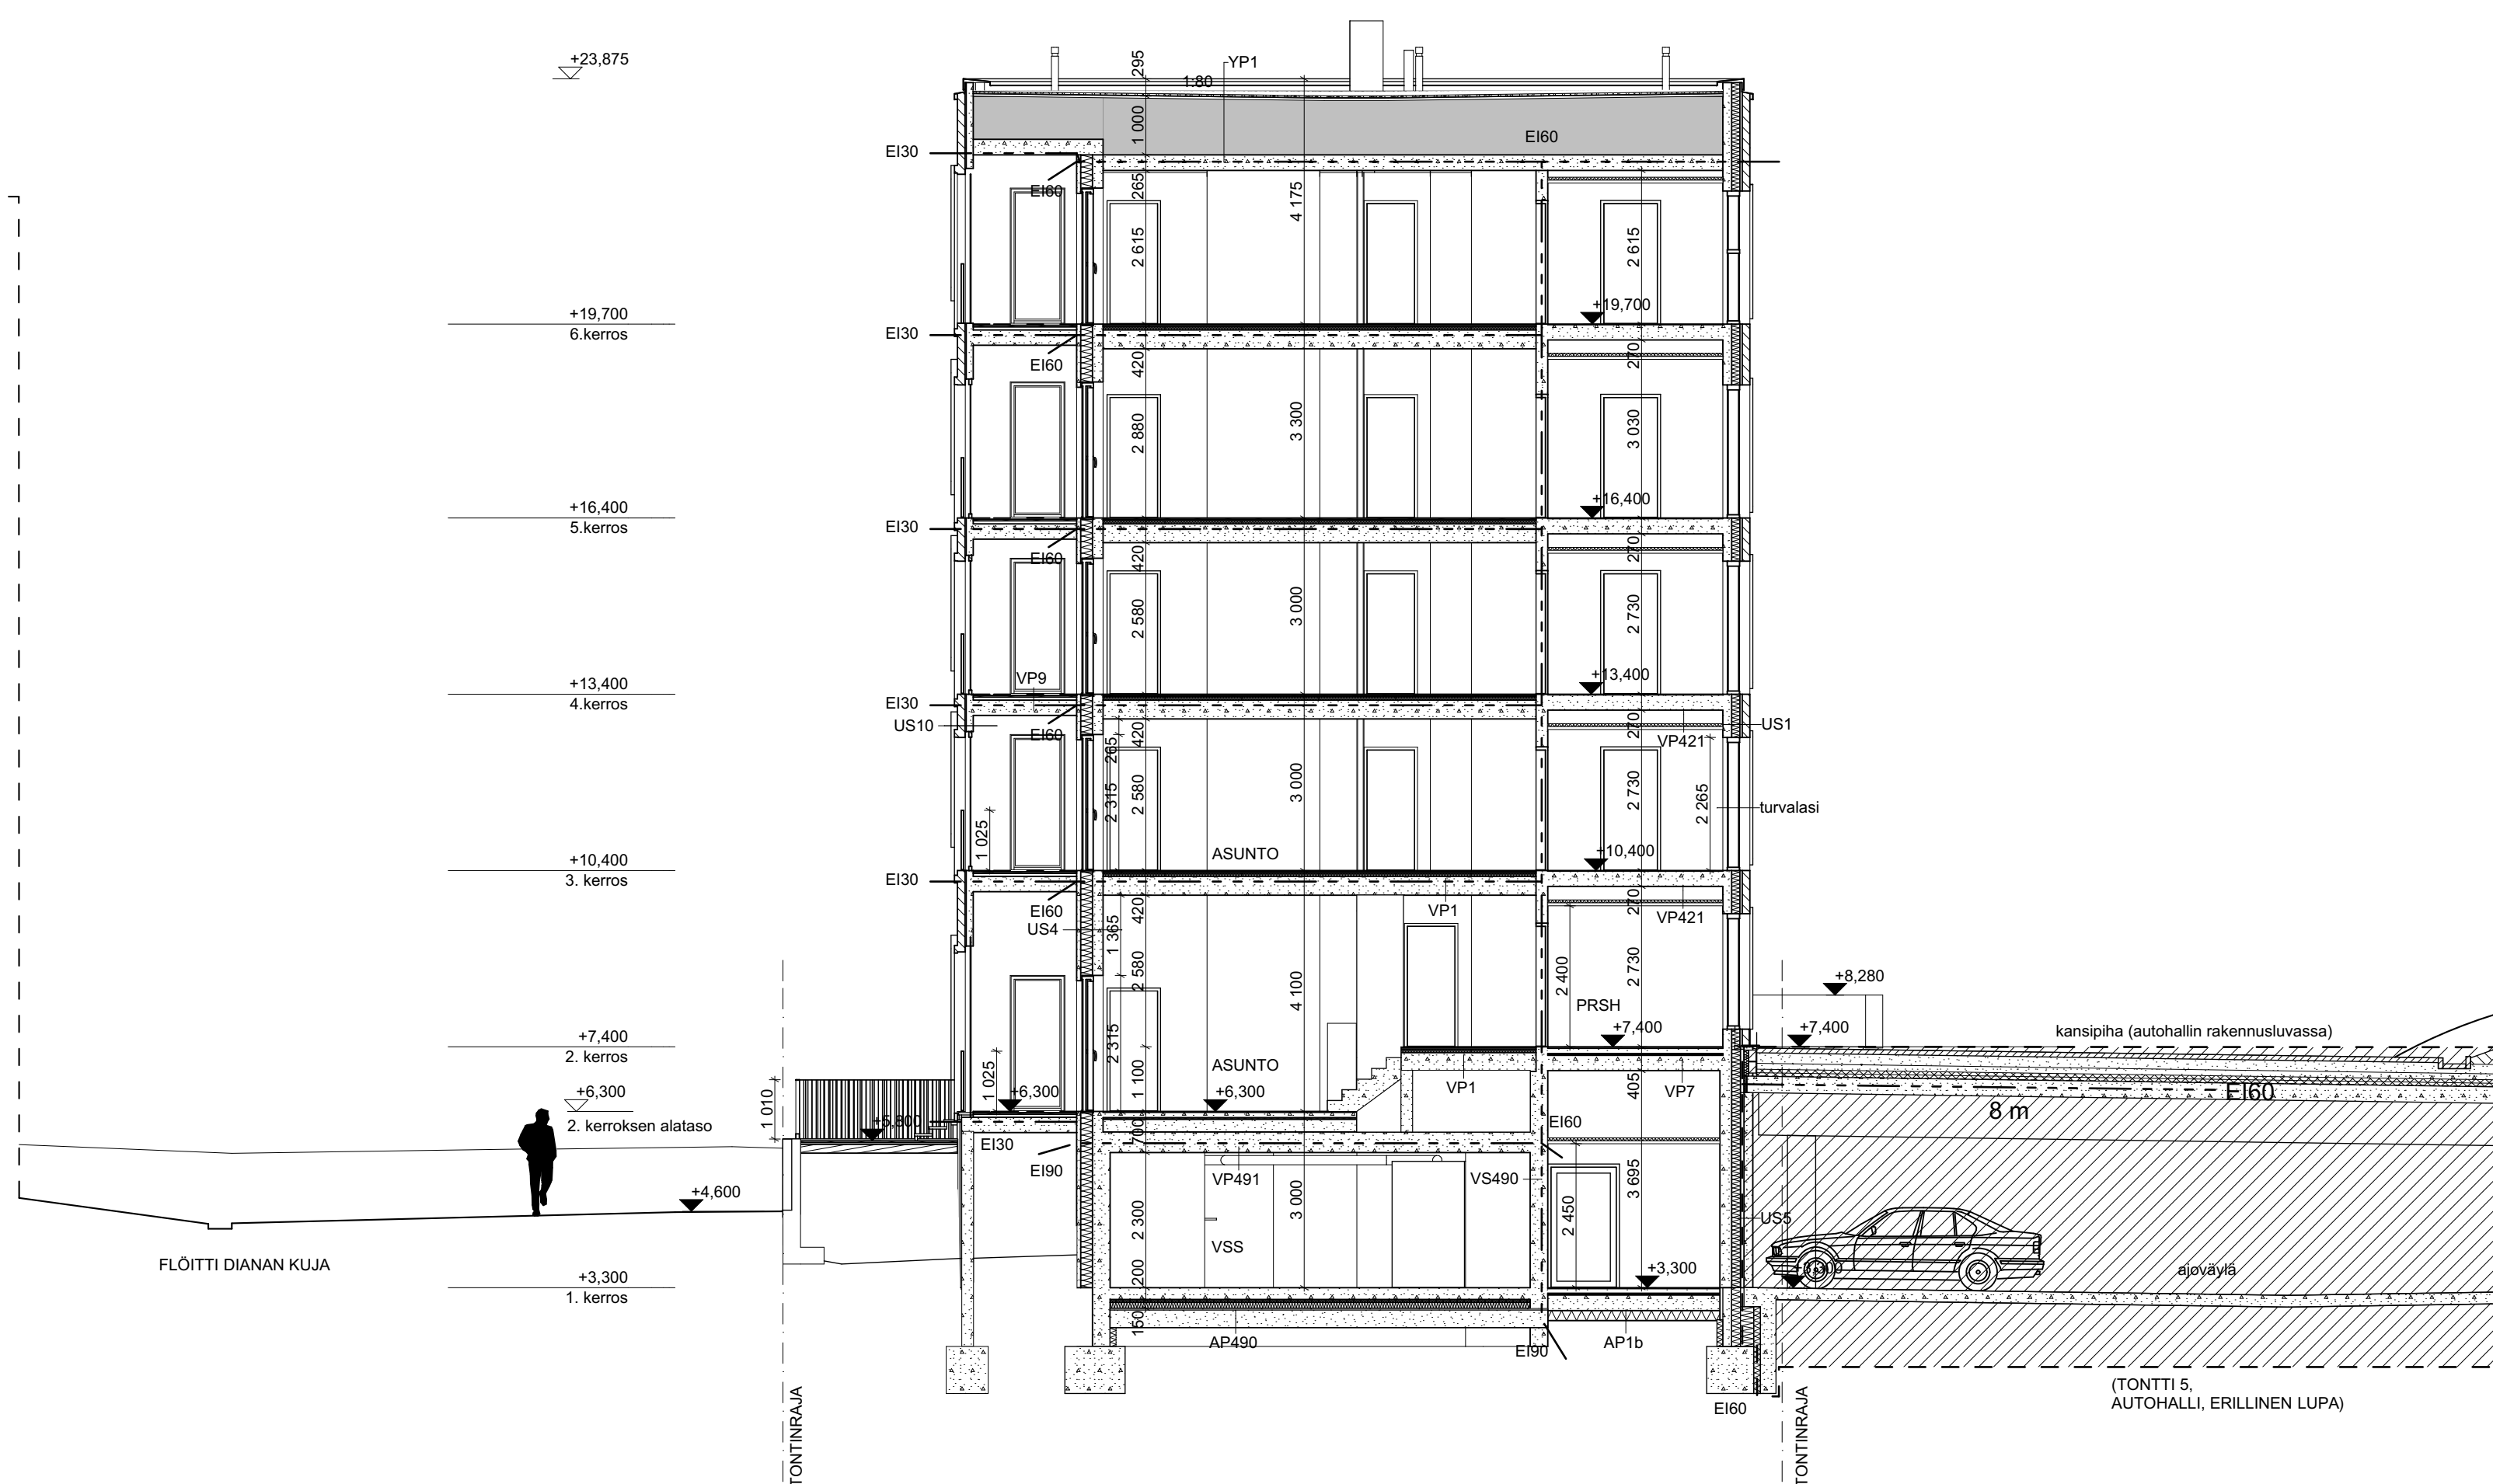 +23,875
295
YP1
1:80
1 000
EI60
EI30
EI60
265
4 175
2 615
2 615
+19,700
6.kerros
+19,700
EI30
EI60
420
270
2 880
3 300
3 030
+16,400
5.kerros
+16,400
EI30
EI60
420
270
2 580
3 000
2 730
VP9
+13,400
4.kerros
+13,400
EI30
US10
EI60
420
265
270
VP421
US1
2 315
2 580
3 000
2 730
2 265
turvalasi
1 025
ASUNTO
+10,400
3. kerros
+10,400
EI30
EI60
US4
420
1 365
VP1
270
VP421
2 580
4 100
2 400
2 730
PRSH
+8,280
+7,400
2. kerros
2 315
1 025
ASUNTO
+7,400
+7,400
kansipiha (autohallin rakennusluvassa)
+6,300
2. kerroksen alataso
1 010
+5,800
+6,300
1 100
+6,300
VP1
405
VP7
EI60
8 m
EI30
EI90
700
EI60
VP491
VS490
+4,600
2 300
3 000
2 450
3 695
US5
VSS
FLÖITTI DIANAN KUJA
+3,300
1. kerros
200
+3,300
+3,300
ajoväylä
150
AP490
EI90
AP1b
EI60
TONTINRAJA
TONTINRAJA
(TONTTI 5,
AUTOHALLI, ERILLINEN LUPA)